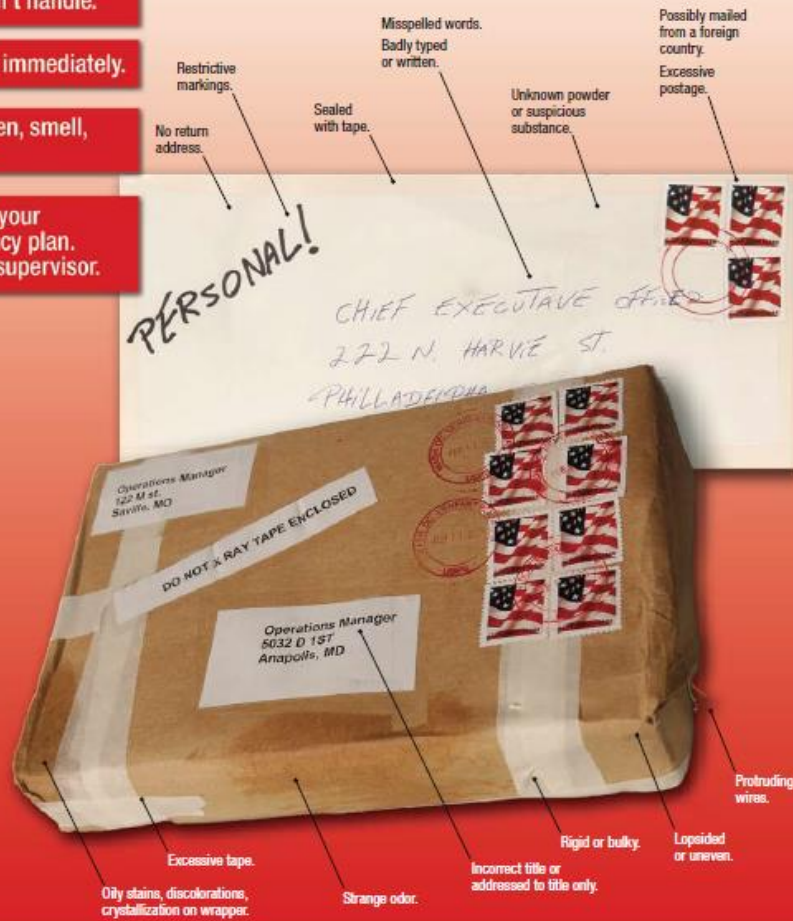 't handle.
immediately.
en, smell,
your
cy plan.
supervisor.
Misspelled words.
Badly typed
or written.
Possibly mailed
from a foreign
country.
Excessive
postage.
Restrictive
markings.
Sealed
with tape.
Unknown powder
or suspicious
substance.
No return
address.
PERSONAL!
CHIEF EXECUTAVE OFFICER
222 N. HARVIE ST.
PHILLADELPHA
Operations Manager
122 M st.
Saville, MO
DO NOT x RAY TAPE ENCLOSED
Operations Manager
5032 D 1ST
Anapolis, MD
Protruding
wires.
Lopsided
or uneven.
Rigid or bulky.
Incorrect title or
addressed to title only.
Strange odor.
Excessive tape.
Oily stains, discolorations,
crystallization on wrapper.